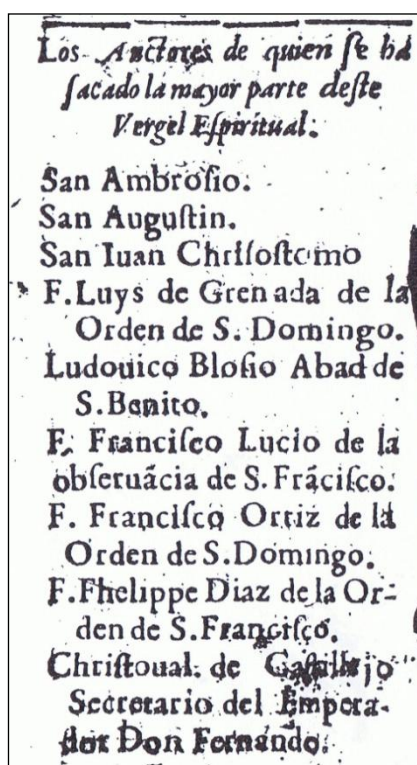 Los Auctores de quien ſe há
ſacado la mayor parte deſte
Vergel Eſpiritual.
San Ambroſio.
San Auguſtin.
San Iuan Chriſoſtomo
F. Luys de Grenada de la
Orden de S. Domingo.
Ludouico Bloſio Abad de
S. Benito.
F. Franciſco Lucio de la
obſeruãcia de S. Frãciſco.
F. Franciſco Ortiz de la
Orden de S. Domingo.
F. Fhelippe Diaz de la Or-
den de S. Franciſco.
Chriſtoual de Caſtillejo
Secretario del Empera-
dor Don Fernando.